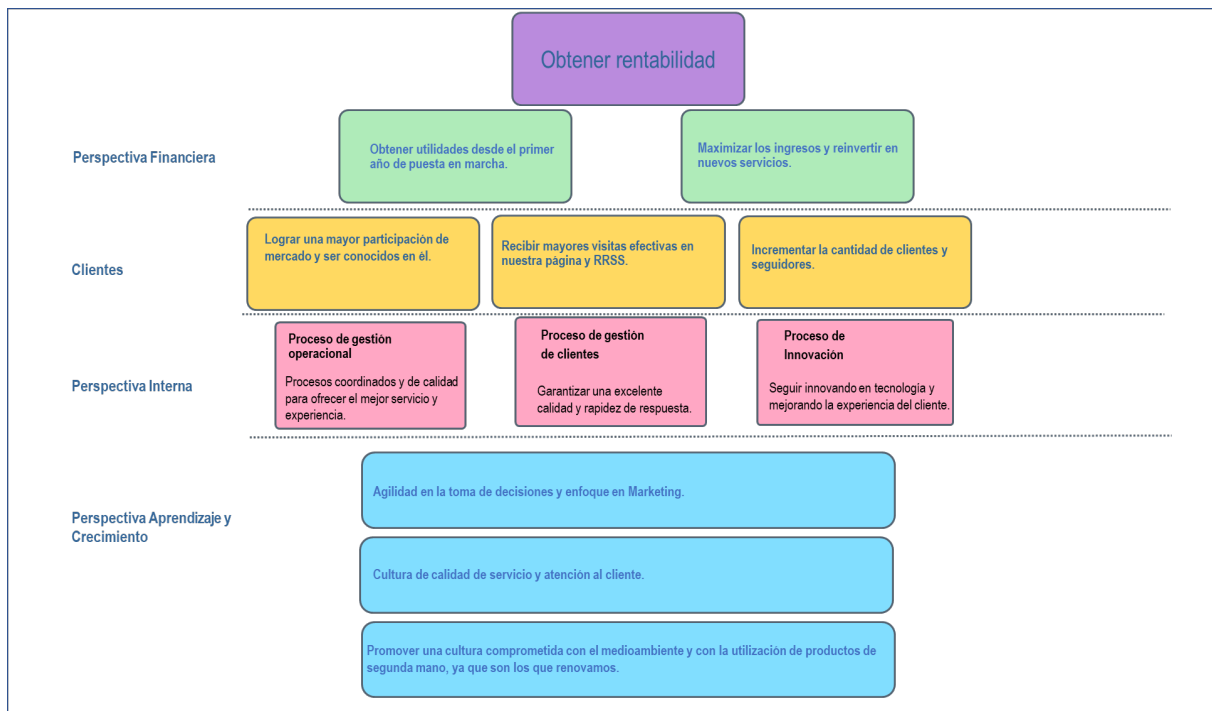 Obtener rentabilidad
Perspectiva Financiera
Obtener utilidades desde el primer
año de puesta en marcha.
Maximizar los ingresos y reinvertir en
nuevos servicios.
Clientes
Lograr una mayor participación de
mercado y ser conocidos en él.
Recibir mayores visitas efectivas en
nuestra página y RRSS.
Incrementar la cantidad de clientes y
seguidores.
Perspectiva Interna
Proceso de gestión
operacional
Procesos coordinados y de calidad
para ofrecer el mejor servicio y
experiencia.
Proceso de gestión
de clientes
Garantizar una excelente
calidad y rapidez de respuesta.
Proceso de
Innovación
Seguir innovando en tecnología y
mejorando la experiencia del cliente.
Perspectiva Aprendizaje y
Crecimiento
Agilidad en la toma de decisiones y enfoque en Marketing.
Cultura de calidad de servicio y atención al cliente.
Promover una cultura comprometida con el medioambiente y con la utilización de productos de
segunda mano, ya que son los que renovamos.